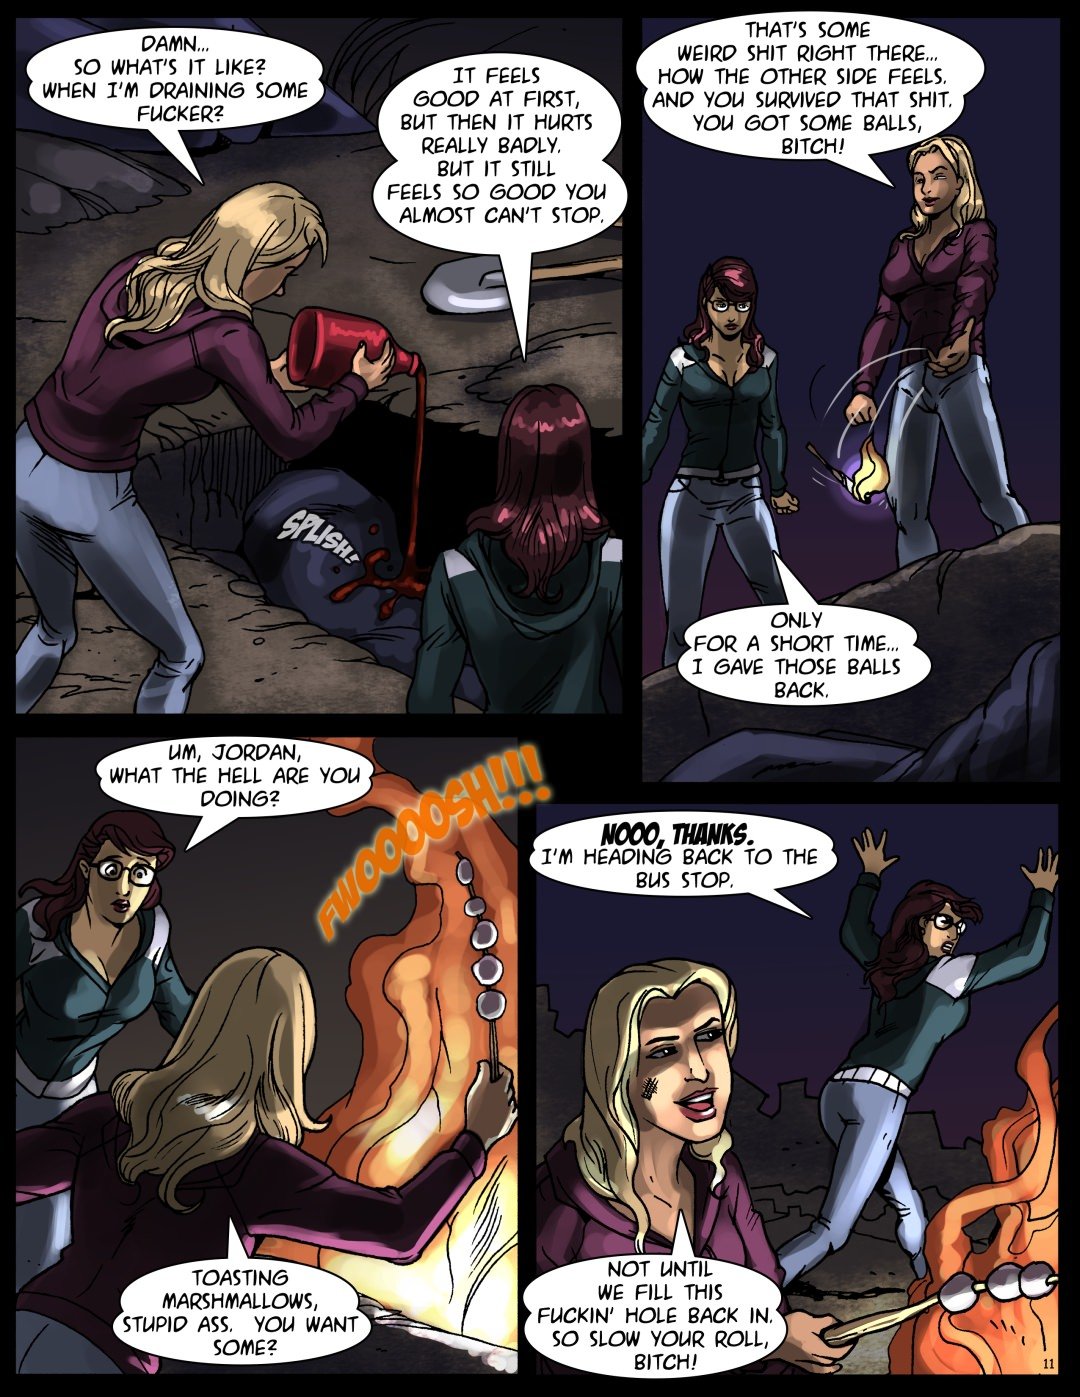 DAMN...
SO WHAT'S IT LIKE?
WHEN I'M DRAINING SOME
FUCKER?
IT FEELS
GOOD AT FIRST,
BUT THEN IT HURTS
REALLY BADLY.
BUT IT STILL
FEELS SO GOOD YOU
ALMOST CAN'T STOP.
SPLISH!
THAT'S SOME
WEIRD SHIT RIGHT THERE...
HOW THE OTHER SIDE FEELS.
AND YOU SURVIVED THAT SHIT.
YOU GOT SOME BALLS,
BITCH!
ONLY
FOR A SHORT TIME...
I GAVE THOSE BALLS
BACK.
UM, JORDAN,
WHAT THE HELL ARE YOU
DOING?
FWOOOOSH!!!
TOASTING
MARSHMALLOWS,
STUPID ASS. YOU WANT
SOME?
NOOO, THANKS.
I'M HEADING BACK TO THE
BUS STOP.
NOT UNTIL
WE FILL THIS
FUCKIN' HOLE BACK IN.
SO SLOW YOUR ROLL,
BITCH!
11